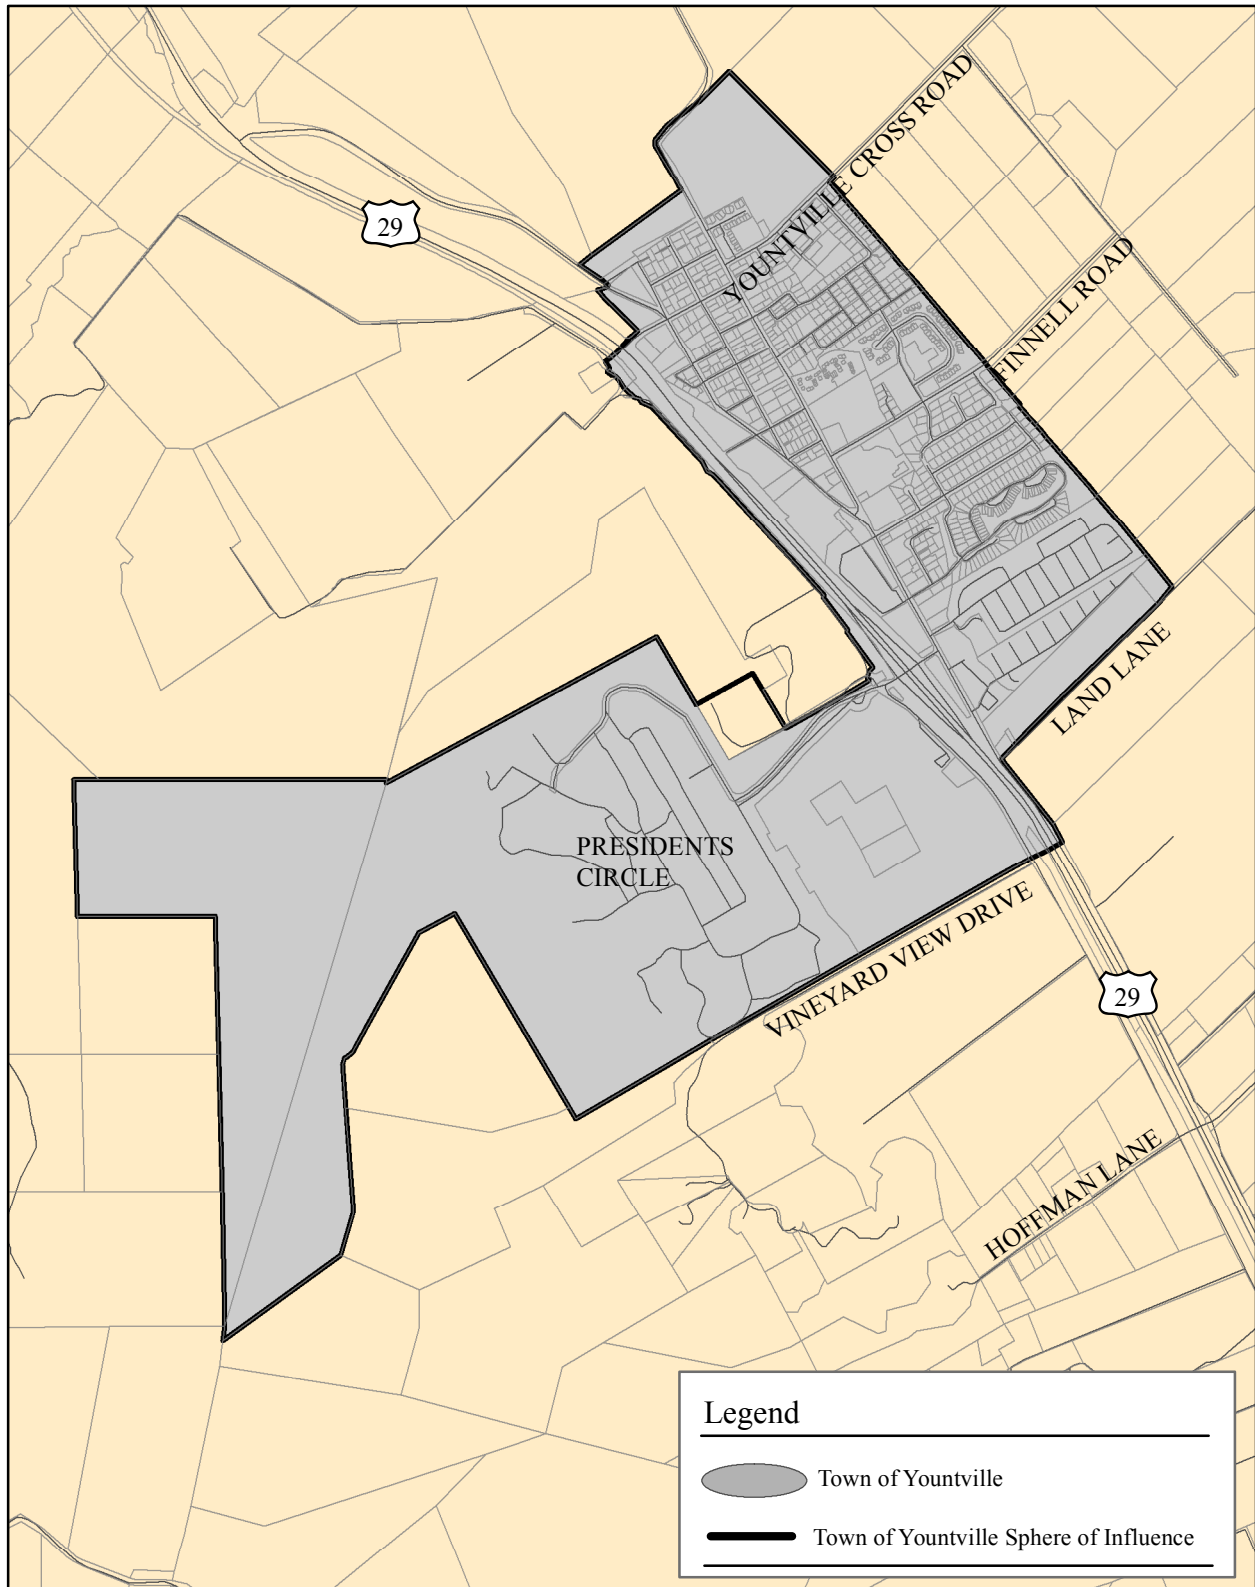 YOUNTVILLE CROSS ROAD
29
FINNELL ROAD
LAND LANE
PRESIDENTS
CIRCLE
VINEYARD VIEW DRIVE
29
HOFFMAN LANE
Legend
Town of Yountville
Town of Yountville Sphere of Influence